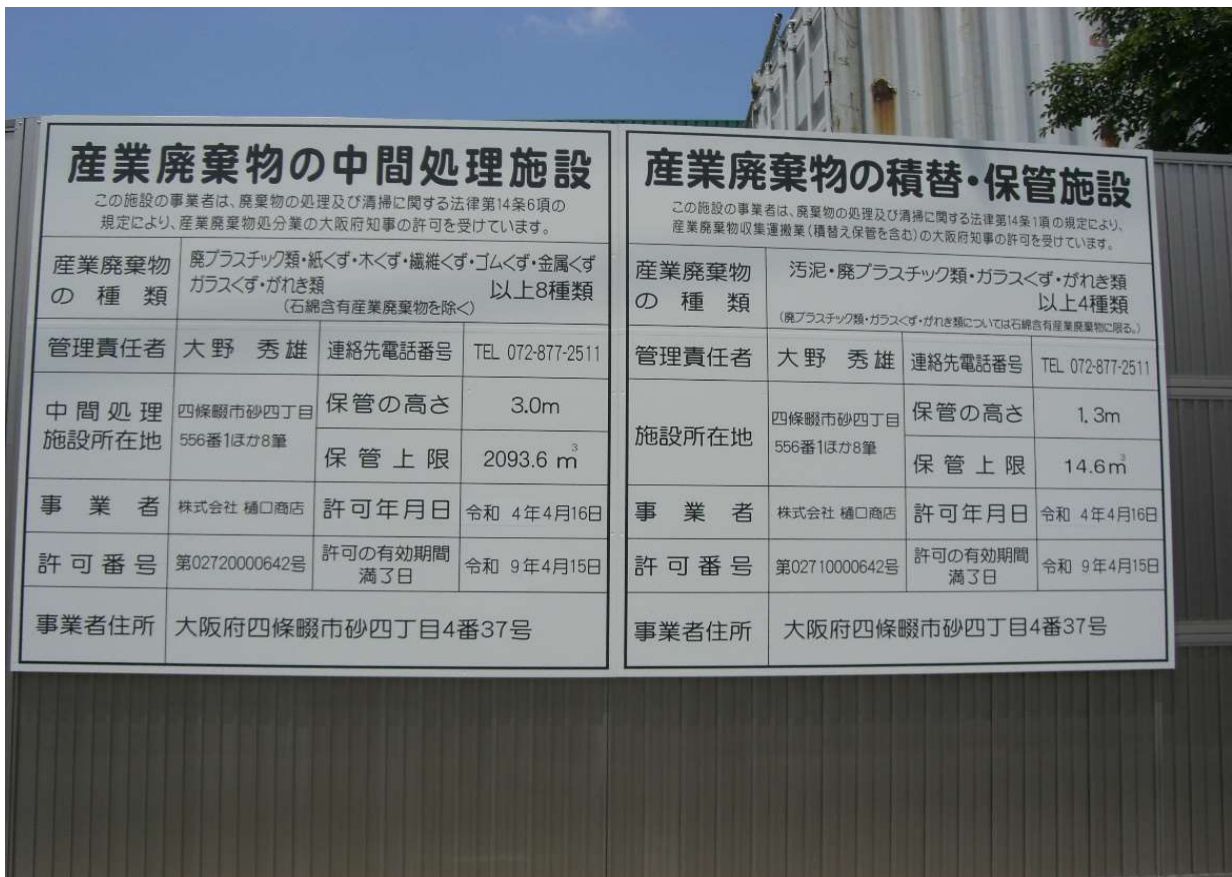 産業廃棄物の中間処理施設
この施設の事業者は、廃棄物の処理及び清掃に関する法律第14条6項の
規定により、産業廃棄物処分業の大阪府知事の許可を受けています。
産業廃棄物
の種類
廃プラスチック類・紙くず・木くず・繊維くず・ゴムくず・金属くず
ガラスくず・がれき類 以上8種類
(石綿含有産業廃棄物を除く)
管理責任者 大野 秀雄 連絡先電話番号 TEL 072-877-2511
中間処理
施設所在地
四條畷市砂四丁目
556番1ほか8筆
保管の高さ 3.0m
保管上限 2093.6 m³
事業者 株式会社 樋口商店 許可年月日 令和 4年4月16日
許可番号 第02720000642号 許可の有効期間
満了日 令和 9年4月15日
事業者住所 大阪府四條畷市砂四丁目4番37号
産業廃棄物の積替・保管施設
この施設の事業者は、廃棄物の処理及び清掃に関する法律第14条1項の規定により、
産業廃棄物収集運搬業(積替え保管を含む)の大阪府知事の許可を受けています。
産業廃棄物
の種類
汚泥・廃プラスチック類・ガラスくず・がれき類
以上4種類
(廃プラスチック類・ガラスくず・がれき類については石綿含有産業廃棄物に限る。)
管理責任者 大野 秀雄 連絡先電話番号 TEL 072-877-2511
施設所在地
四條畷市砂四丁目
556番1ほか8筆
保管の高さ 1.3m
保管上限 14.6m³
事業者 株式会社 樋口商店 許可年月日 令和 4年4月16日
許可番号 第02710000642号 許可の有効期間
満了日 令和 9年4月15日
事業者住所 大阪府四條畷市砂四丁目4番37号